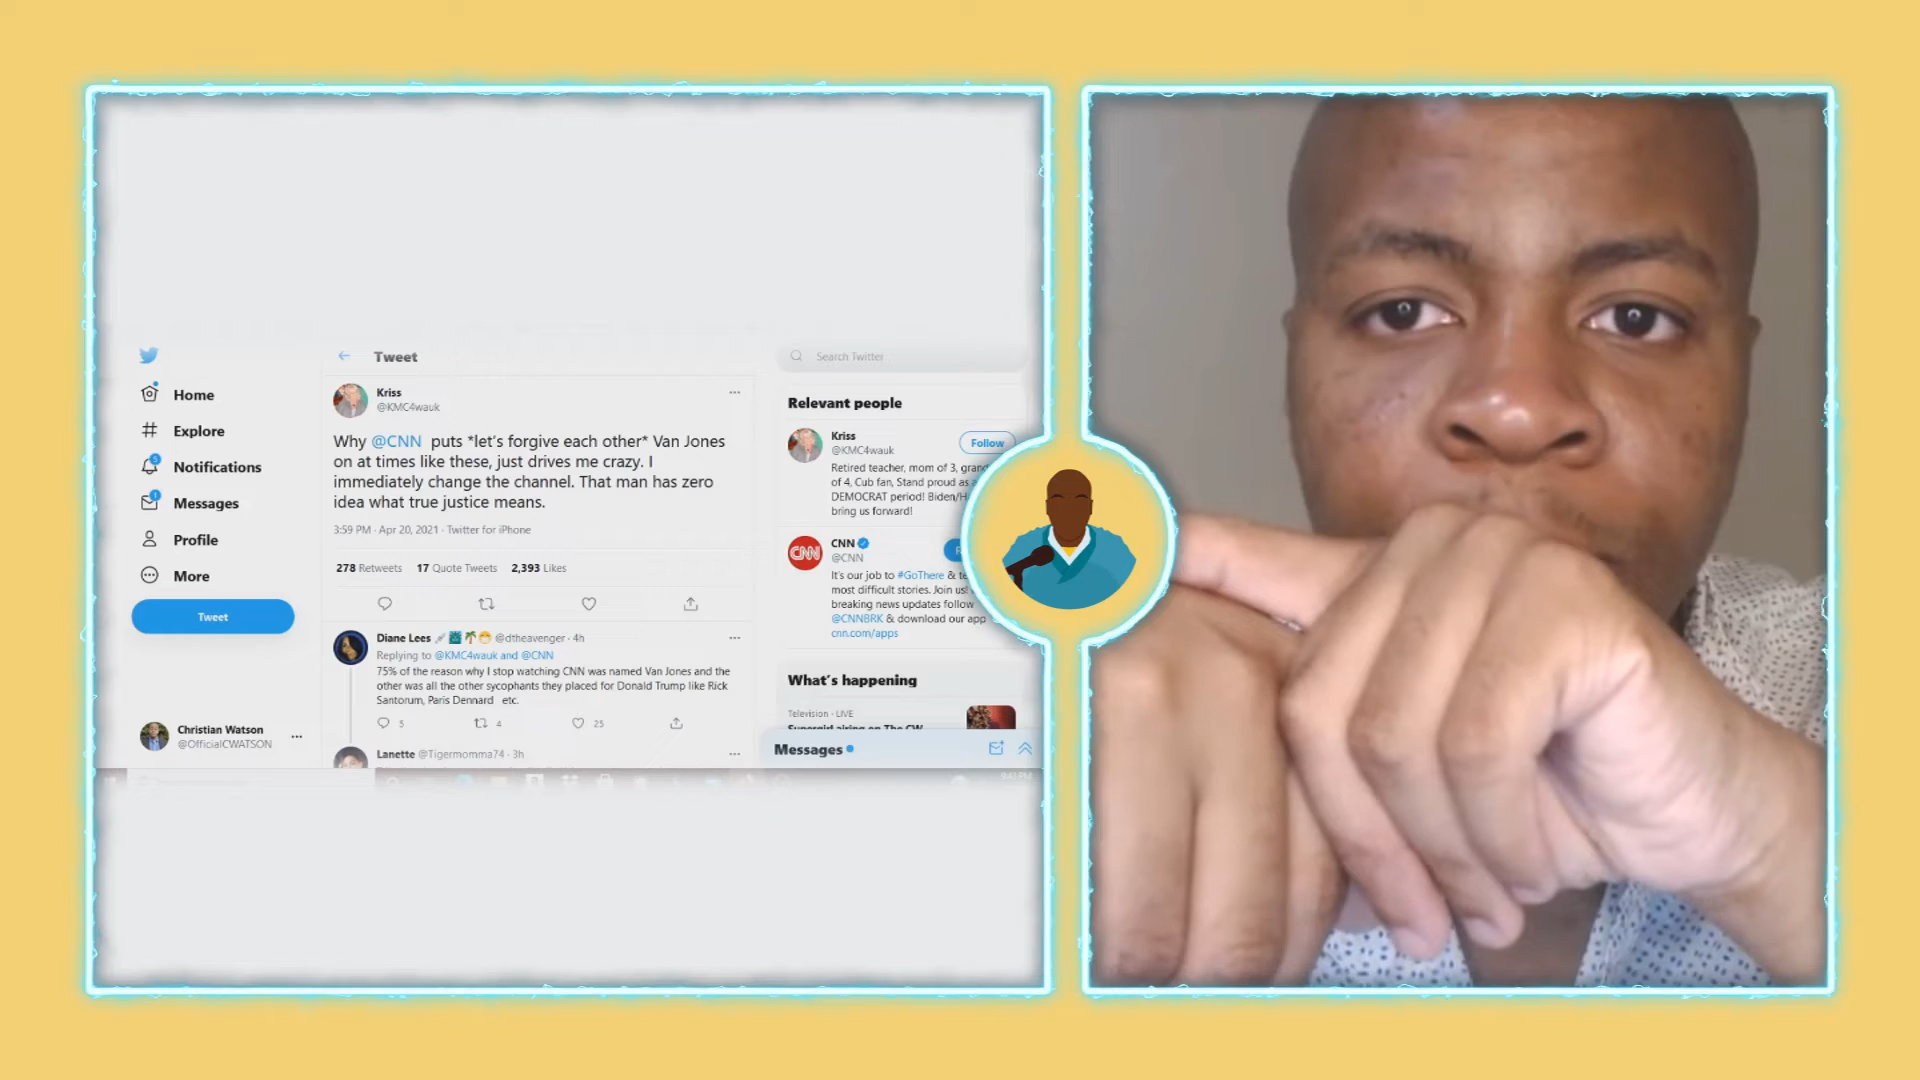 Home
Explore
Notifications
Messages
Profile
More
Tweet
Christian Watson
@OfficialCWATSON
Tweet
Kriss
@KMC4wauk
Why @CNN puts *let's forgive each other* Van Jones
on at times like these, just drives me crazy. I
immediately change the channel. That man has zero
idea what true justice means.
3:59 PM · Apr 20, 2021 · Twitter for iPhone
278 Retweets 17 Quote Tweets 2,393 Likes
Diane Lees @dtheavenger · 4h
Replying to @KMC4wauk and @CNN
75% of the reason why I stop watching CNN was named Van Jones and the
other was all the other sycophants they placed for Donald Trump like Rick
Santorum, Paris Dennard etc.
5 4 25
Lanette @Tigermomma74 · 3h
Search Twitter
Relevant people
Kriss
@KMC4wauk
Follow
Retired teacher, mom of 3,
of 4, Cub fan, Stand proud as
DEMOCRAT period!
bring us forward!
CNN
CNN
@CNN
It's our job to #GoThere &
most difficult stories. Join us!
breaking news updates follow
@CNNBRK & download our app
cnn.com/apps
What's happening
Television · LIVE
Supergirl airing on The CW
Messages